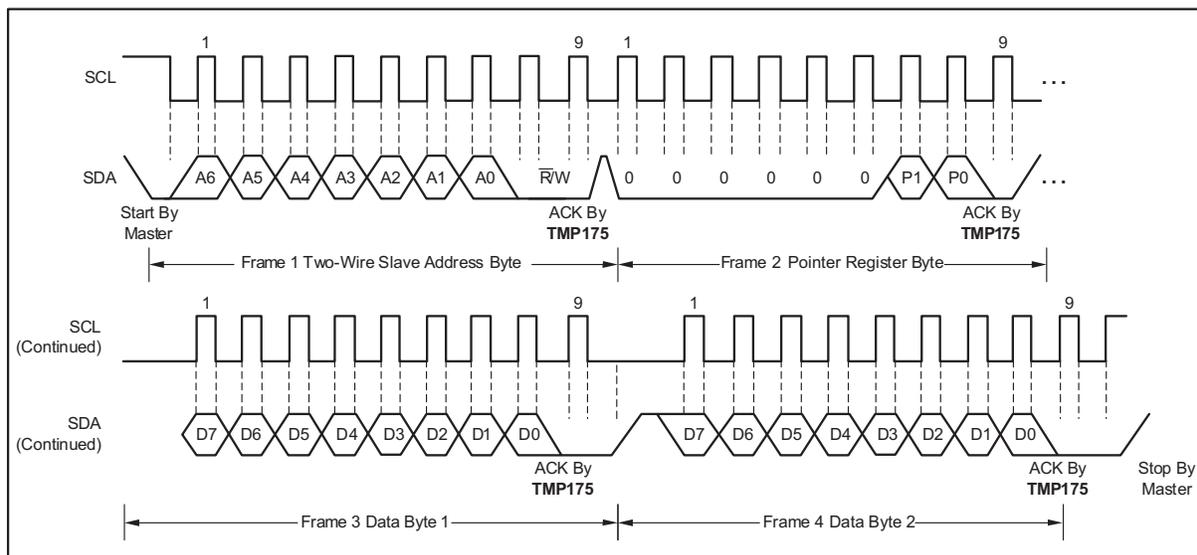 1 9 1 9
SCL ...
SDA A6 A5 A4 A3 A2 A1 A0 R̅/W 0 0 0 0 0 0 P1 P0 ...
Start By Master
ACK By TMP175
ACK By TMP175
Frame 1 Two-Wire Slave Address Byte
Frame 2 Pointer Register Byte
1 9 1 9
SCL
(Continued)
SDA
(Continued)
D7 D6 D5 D4 D3 D2 D1 D0 D7 D6 D5 D4 D3 D2 D1 D0
ACK By TMP175
ACK By TMP175
Stop By Master
Frame 3 Data Byte 1
Frame 4 Data Byte 2